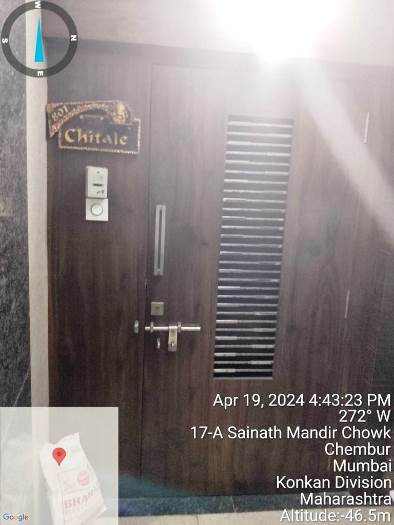 W
S
N
E
801
Chitale
Apr 19, 2024 4:43:23 PM
272° W
17-A Sainath Mandir Chowk
Chembur
Mumbai
Konkan Division
Maharashtra
Altitude:-46.5m
Google